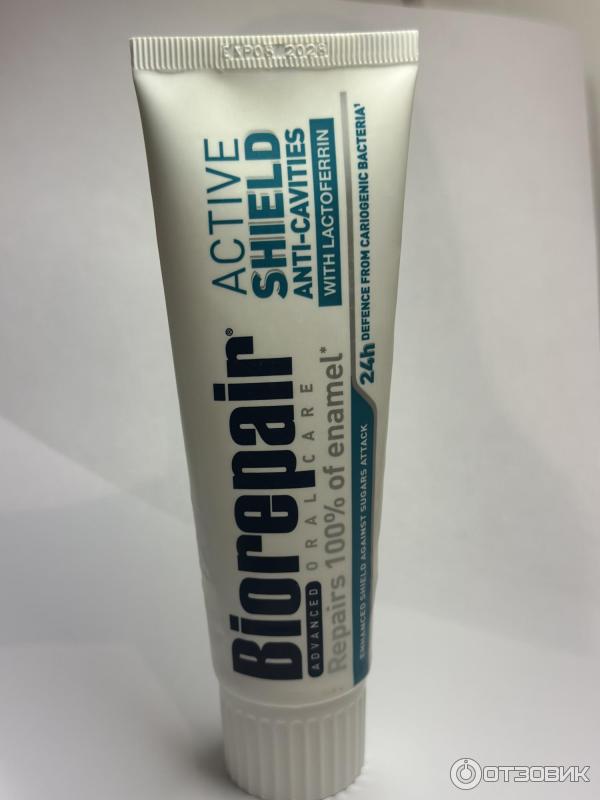 Biorepair®
ADVANCED ORAL CARE
Repairs 100% of enamel*
ACTIVE
SHIELD
ANTI-CAVITIES
WITH LACTOFERRIN
24h DEFENCE FROM CARIOGENIC BACTERIA¹
ENHANCED SHIELD AGAINST SUGARS ATTACK
ОТЗОВИК